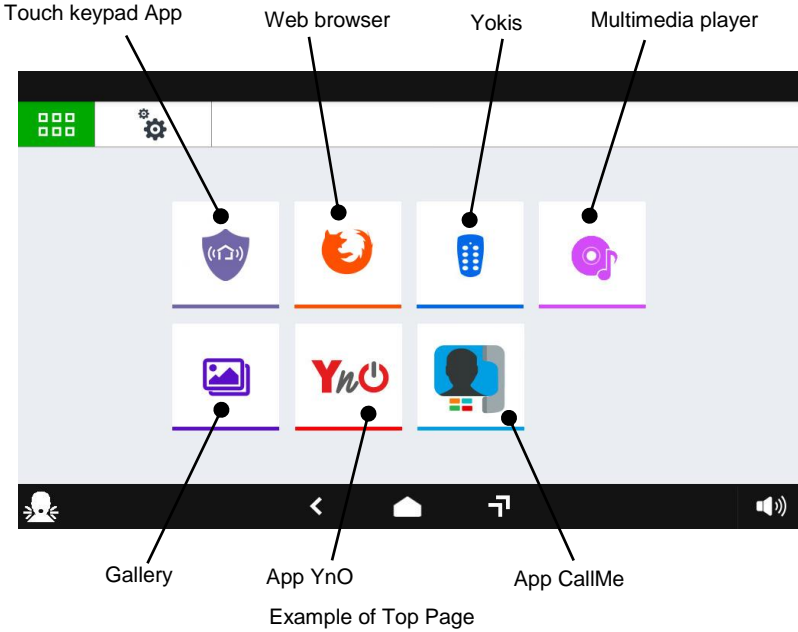 Touch keypad App
Web browser
Yokis
Multimedia player
YnO
Gallery
App YnO
App CallMe
Example of Top Page